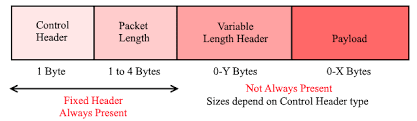 Control Header
Packet Length
Variable Length Header
Payload
1 Byte
1 to 4 Bytes
0-Y Bytes
0-X Bytes
Fixed Header
Always Present
Not Always Present
Sizes depend on Control Header type